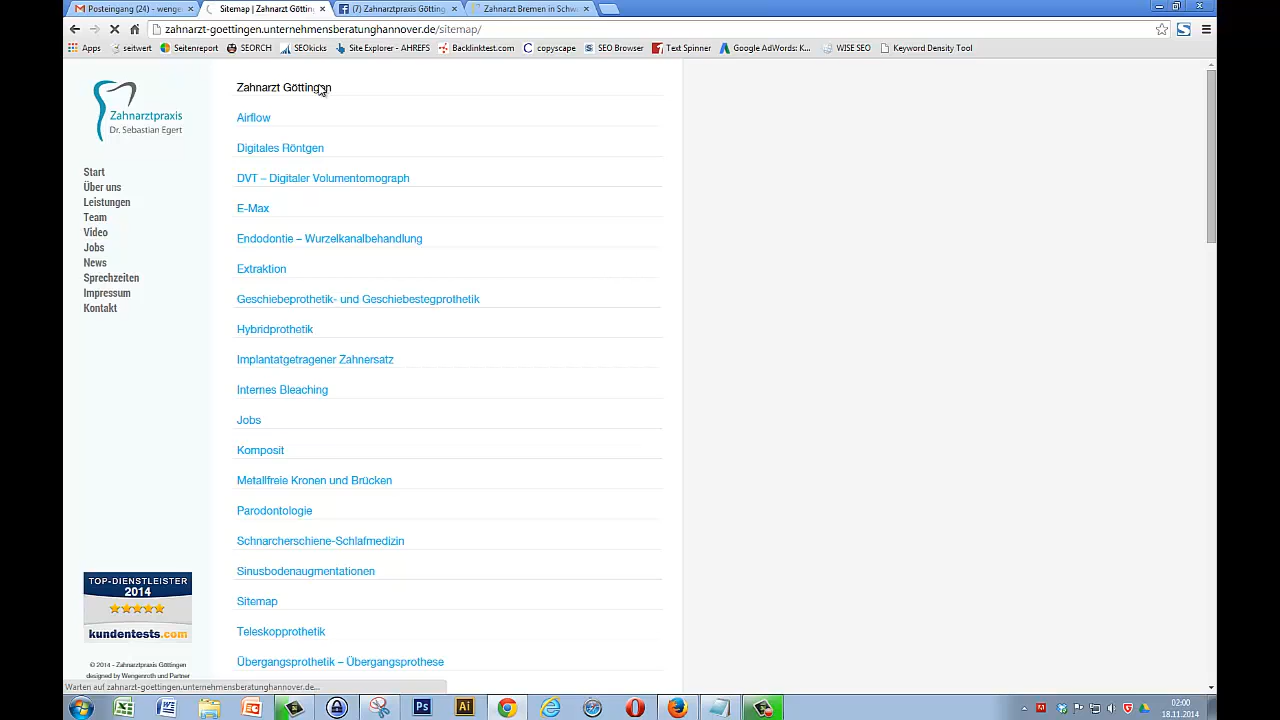 Posteingang (24) - wenge
Sitemap | Zahnarzt Götting
(7) Zahnarztpraxis Götting
Zahnarzt Bremen in Schwa
zahnarzt-goettingen.unternehmensberatunghannover.de/sitemap/
Apps
seitwert
Seitenreport
SEORCH
SEOkicks
Site Explorer - AHREFS
Backlinktest.com
copyscape
SEO Browser
Text Spinner
Google AdWords: K...
WISE SEO
Keyword Density Tool
Zahnarztpraxis
Dr. Sebastian Egert
Start
Über uns
Leistungen
Team
Video
Jobs
News
Sprechzeiten
Impressum
Kontakt
Zahnarzt Göttingen
Airflow
Digitales Röntgen
DVT – Digitaler Volumentomograph
E-Max
Endodontie – Wurzelkanalbehandlung
Extraktion
Geschiebeprothetik- und Geschiebestegprothetik
Hybridprothetik
Implantatgetragener Zahnersatz
Internes Bleaching
Jobs
Komposit
Metallfreie Kronen und Brücken
Parodontologie
Schnarcherschiene-Schlafmedizin
Sinusbodenaugmentationen
Sitemap
Teleskopprothetik
Übergangsprothetik – Übergangsprothese
TOP-DIENSTLEISTER
2014
kundentests.com
© 2014 - Zahnarztpraxis Göttingen
designed by Wengenroth und Partner
Warten auf zahnarzt-goettingen.unternehmensberatunghannover.de...
Ps
Ai
02:00
18.11.2014